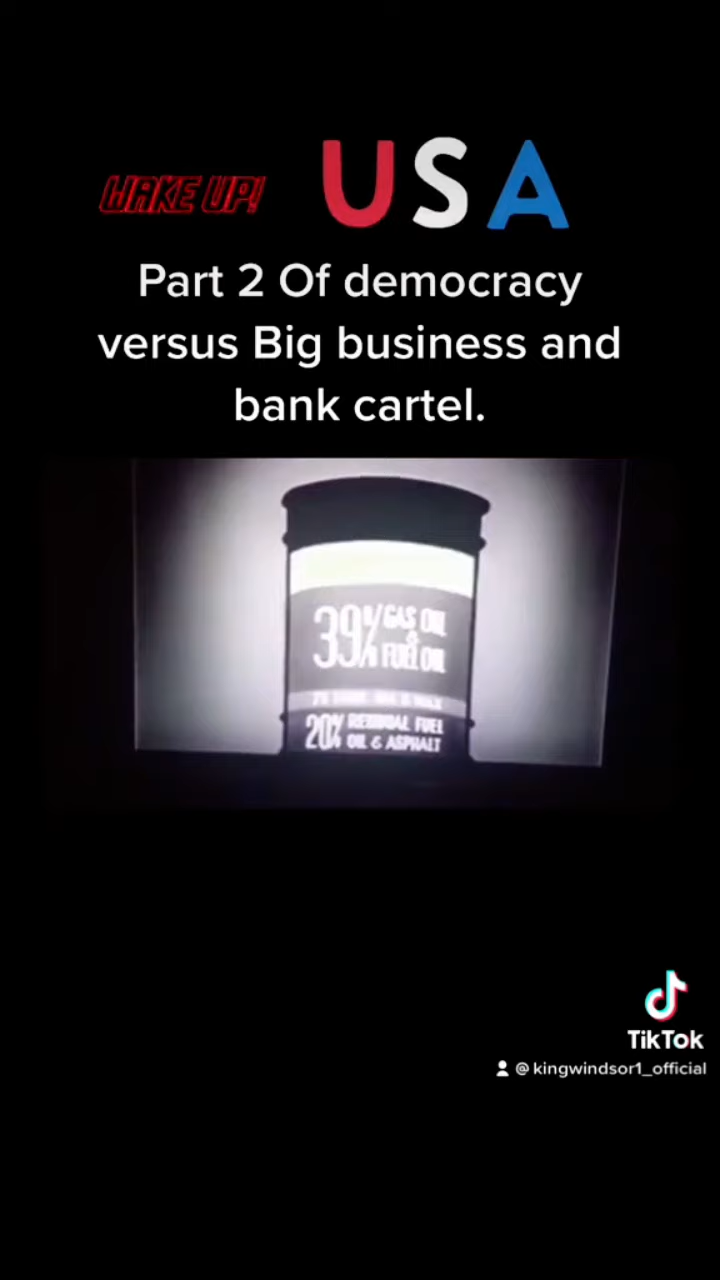 WAKE UP!
USA
Part 2 Of democracy
versus Big business and
bank cartel.
39% GAS OIL
&
FUEL OIL
20% RESIDUAL FUEL
OIL & ASPHALT
TikTok
@kingwindsor1_official